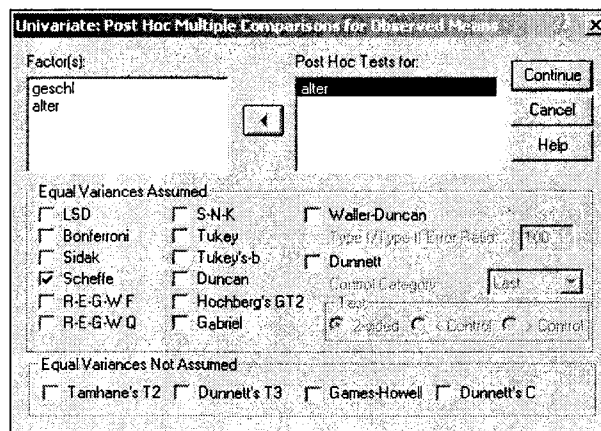 Univariate: Post Hoc Multiple Comparisons for Observed Means
Factor(s):
geschl
alter
Post Hoc Tests for:
alter
Continue
Cancel
Help
Equal Variances Assumed
LSD
Bonferroni
Sidak
Scheffe
R-E-G-W F
R-E-G-W Q
S-N-K
Tukey
Tukey's-b
Duncan
Hochberg's GT2
Gabriel
Waller-Duncan
Type I/Type II Error Ratio: 100
Dunnett
Control Category: Last
Test
2-sided < Control > Control
Equal Variances Not Assumed
Tamhane's T2 Dunnett's T3 Games-Howell Dunnett's C